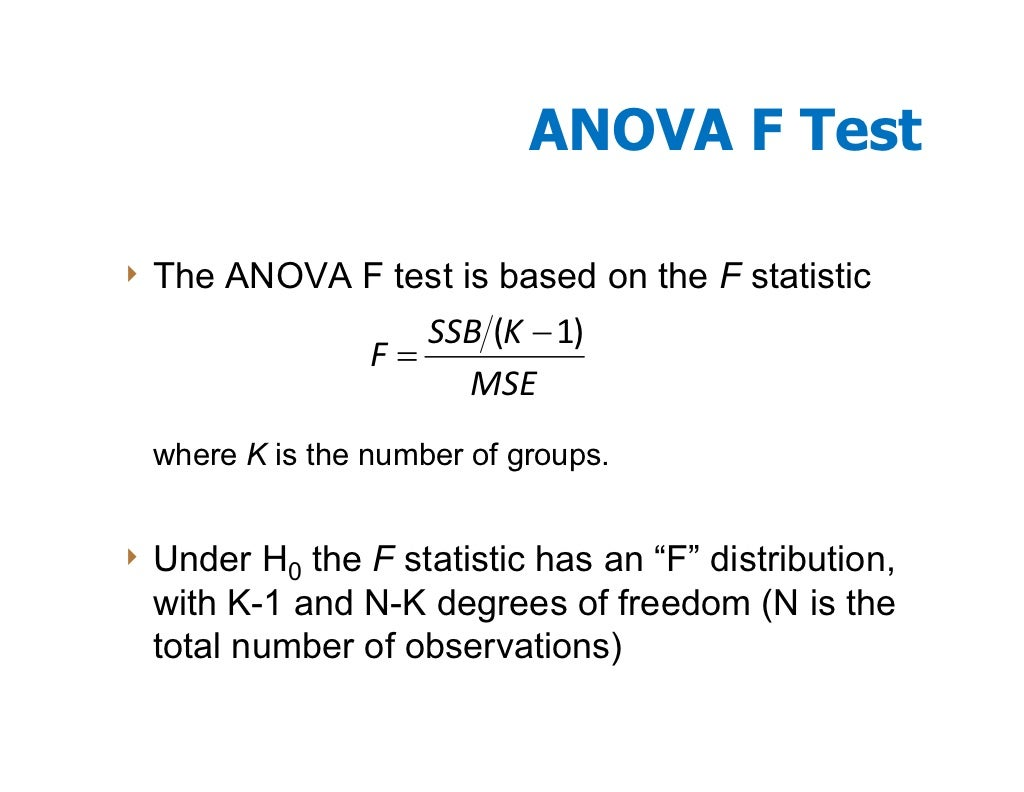 ANOVA F Test
The ANOVA F test is based on the F statistic
F = SSB/(K − 1) / MSE
where K is the number of groups.
Under H₀ the F statistic has an “F” distribution,
with K-1 and N-K degrees of freedom (N is the
total number of observations)